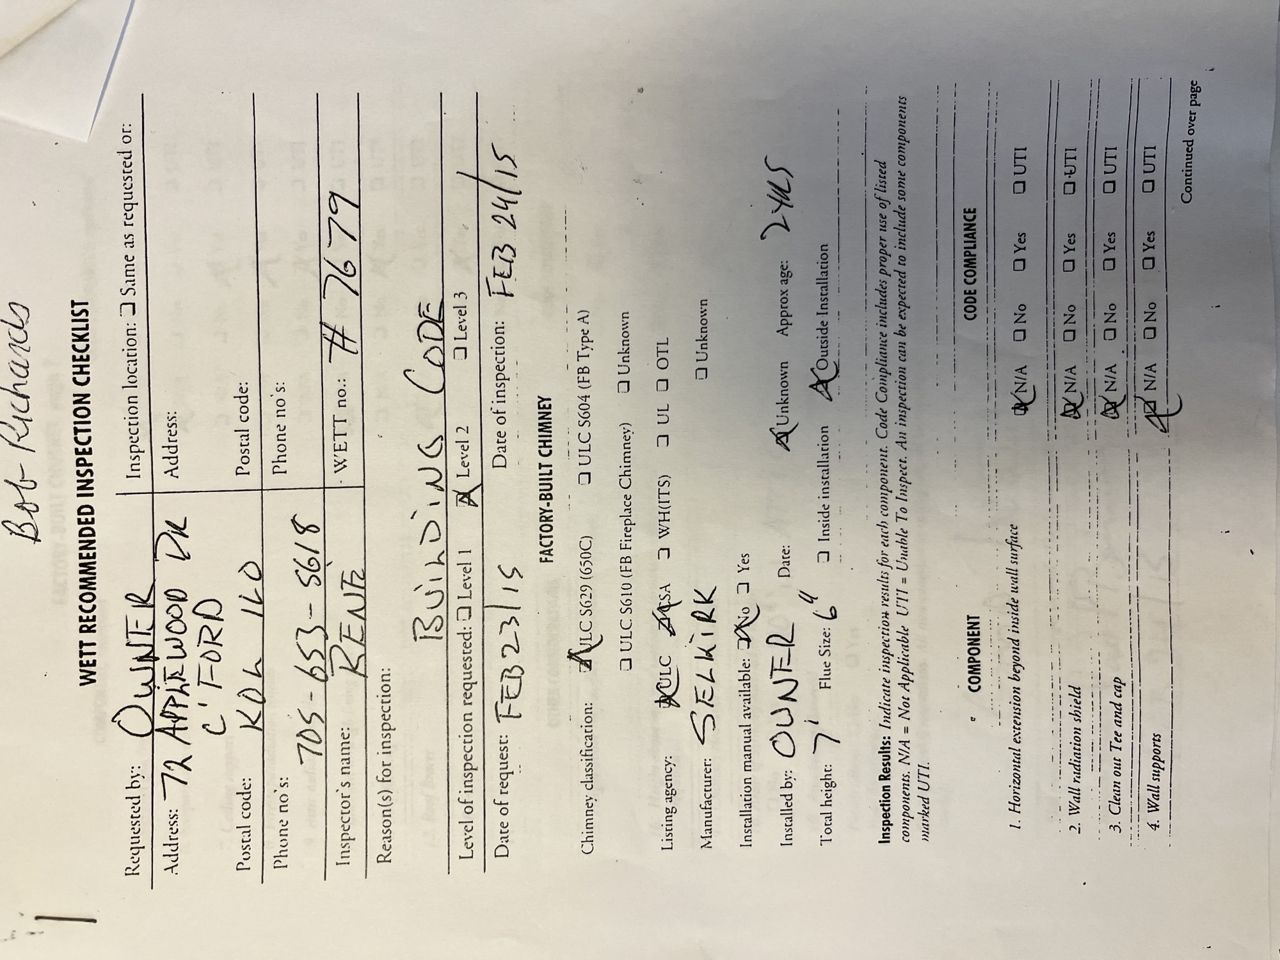 Bob Richards
WETT RECOMMENDED INSPECTION CHECKLIST
Requested by: OWNER
Inspection location: ☐ Same as requested or:
Address: 72 APPLEWOOD DR
C'FORD
Address:
Postal code: K0L 1L0
Postal code:
Phone no's: 705-653-5618
Phone no's:
Inspector's name: RENE
WETT no.: # 7679
Reason(s) for inspection: BUILDING CODE
Level of inspection requested: ☐ Level 1 ☒ Level 2 ☐ Level 3
Date of request: FEB 23/15 Date of inspection: FEB 24/15
FACTORY-BUILT CHIMNEY
Chimney classification: ☒ ULC S629 (650C) ☐ ULC S604 (FB Type A)
☐ ULC S610 (FB Fireplace Chimney) ☐ Unknown
Listing agency: ☒ ULC ☒ CSA ☐ WH(ITS) ☐ UL ☐ OTL
Manufacturer: SELKIRK ☐ Unknown
Installation manual available: ☒ No ☐ Yes
Installed by: OWNER Date: ☒ Unknown Approx age: 2 YRS
Total height: 7' Flue Size: 6" ☐ Inside installation ☒ Outside Installation
Inspection Results: Indicate inspection results for each component. Code Compliance includes proper use of listed
components. N/A = Not Applicable UTI = Unable To Inspect. An inspection can be expected to include some components
marked UTI.
COMPONENT CODE COMPLIANCE
1. Horizontal extension beyond inside wall surface ☒ N/A ☐ No ☐ Yes ☐ UTI
2. Wall radiation shield ☒ N/A ☐ No ☐ Yes ☐ UTI
3. Clean out Tee and cap ☒ N/A ☐ No ☐ Yes ☐ UTI
4. Wall supports ☒ N/A ☐ No ☐ Yes ☐ UTI
Continued over page